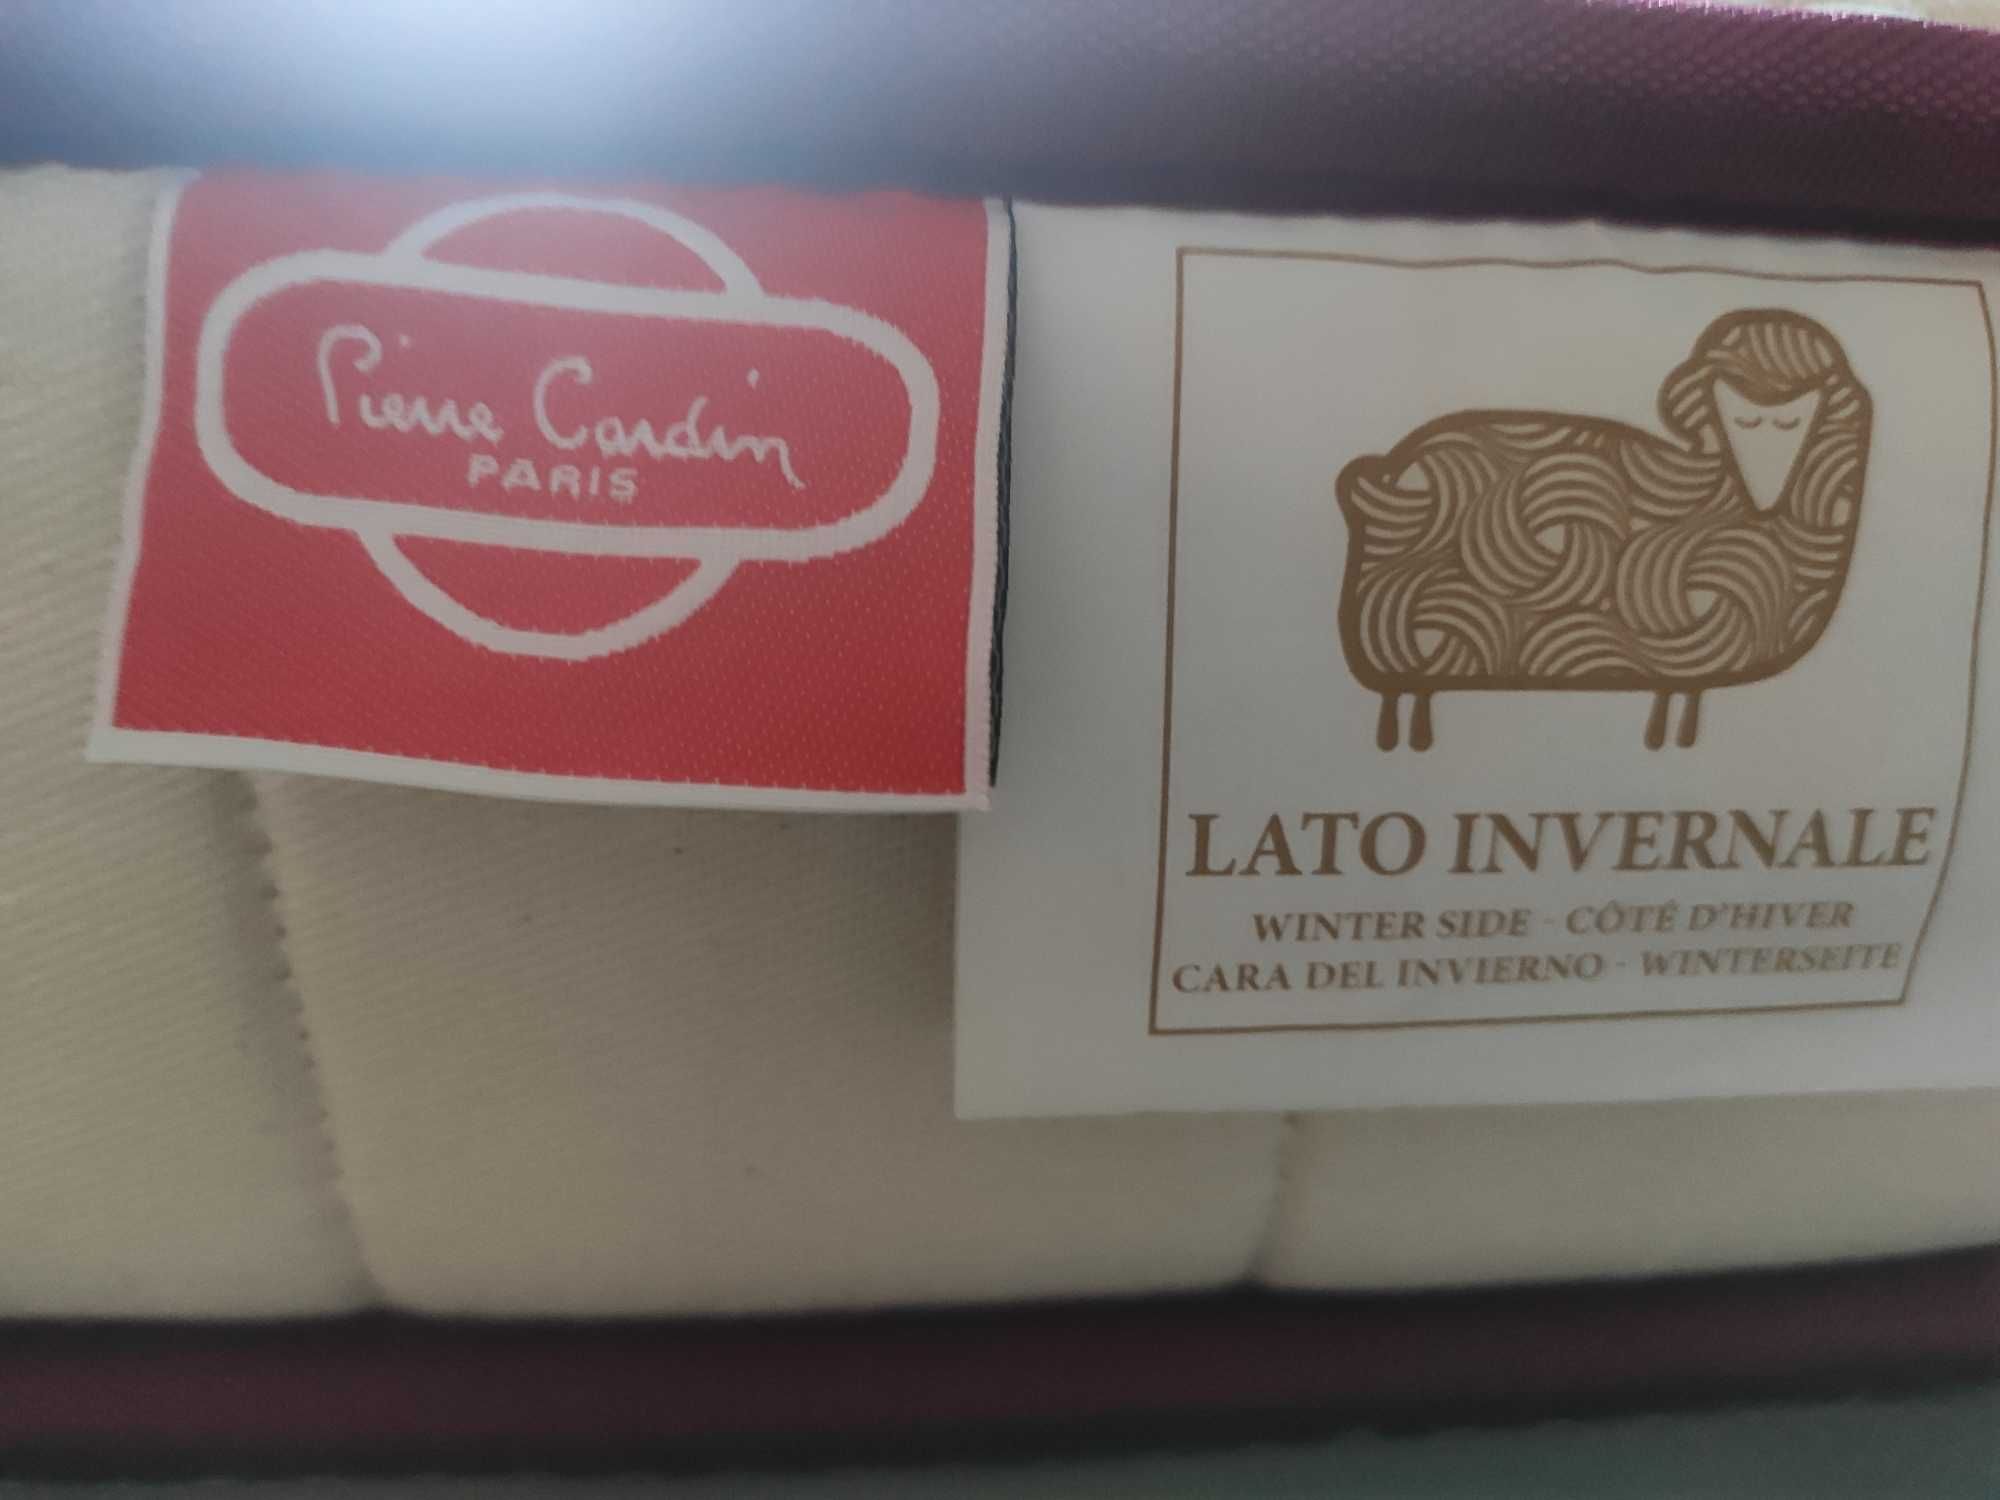 Pierre Cardin
PARIS
LATO INVERNALE
WINTER SIDE - CÔTÉ D'HIVER
CARA DEL INVIERNO - WINTERSEITE